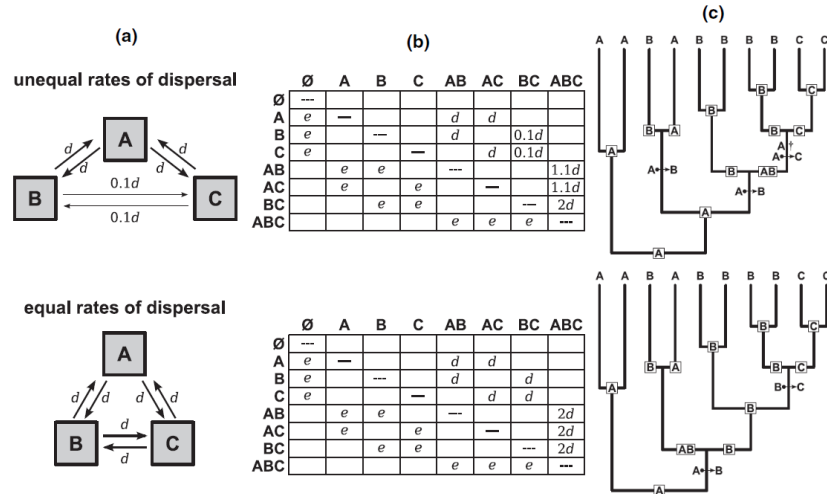 (a)
unequal rates of dispersal
A
d d d d
0.1d
B C
0.1d
equal rates of dispersal
A
d d d d
d
B C
d
(b)
Ø A B C AB AC BC ABC
Ø ---
A e — d d
B e --- d 0.1d
C e — d 0.1d
AB e e --- 1.1d
AC e e — 1.1d
BC e e --- 2d
ABC e e e ---
Ø A B C AB AC BC ABC
Ø ---
A e — d d
B e --- d d
C e — d d
AB e e --- 2d
AC e e — 2d
BC e e --- 2d
ABC e e e ---
(c)
A A B A B B B B C C
B C
B
B A B C
A †
A A C
A B
B AB
A B
A
A
A A B A B B B B C C
B C
B
B A B C
B C
A
B
AB B
A B
A